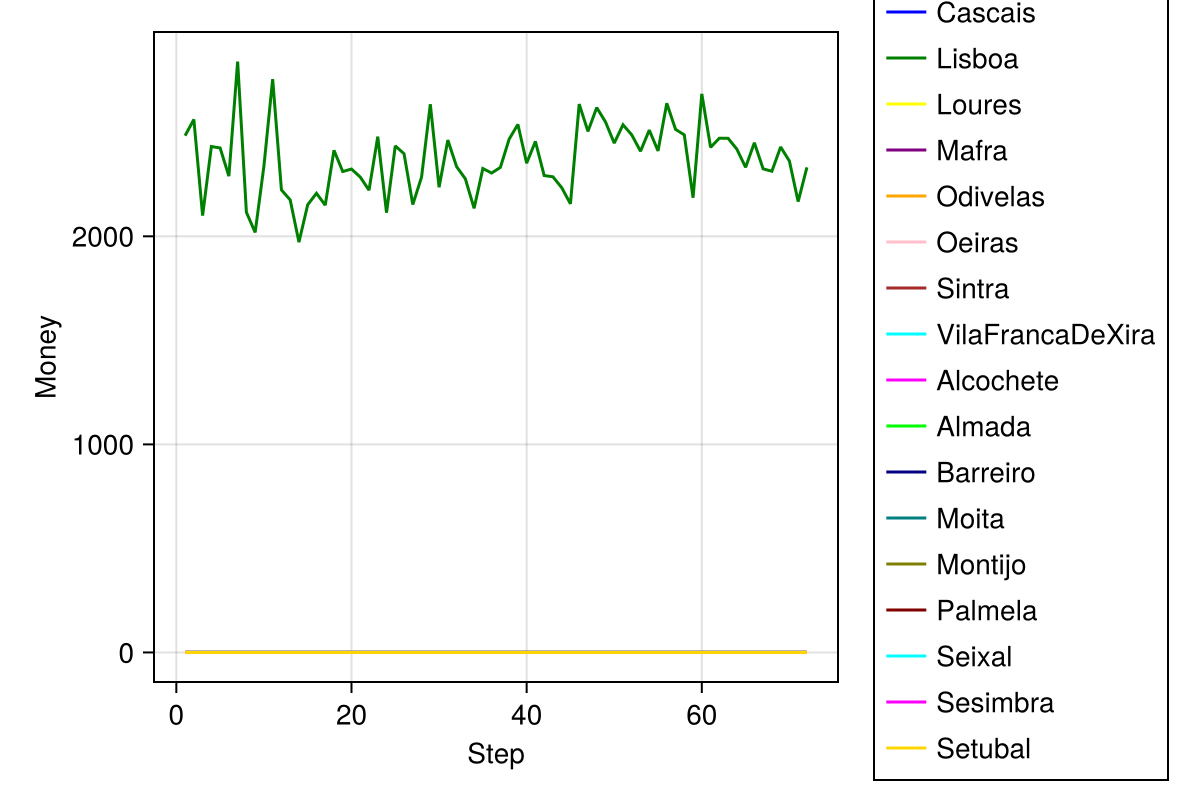 2000
1000
0
0
20
40
60
Money
Step
Cascais
Lisboa
Loures
Mafra
Odivelas
Oeiras
Sintra
VilaFrancaDeXira
Alcochete
Almada
Barreiro
Moita
Montijo
Palmela
Seixal
Sesimbra
Setubal